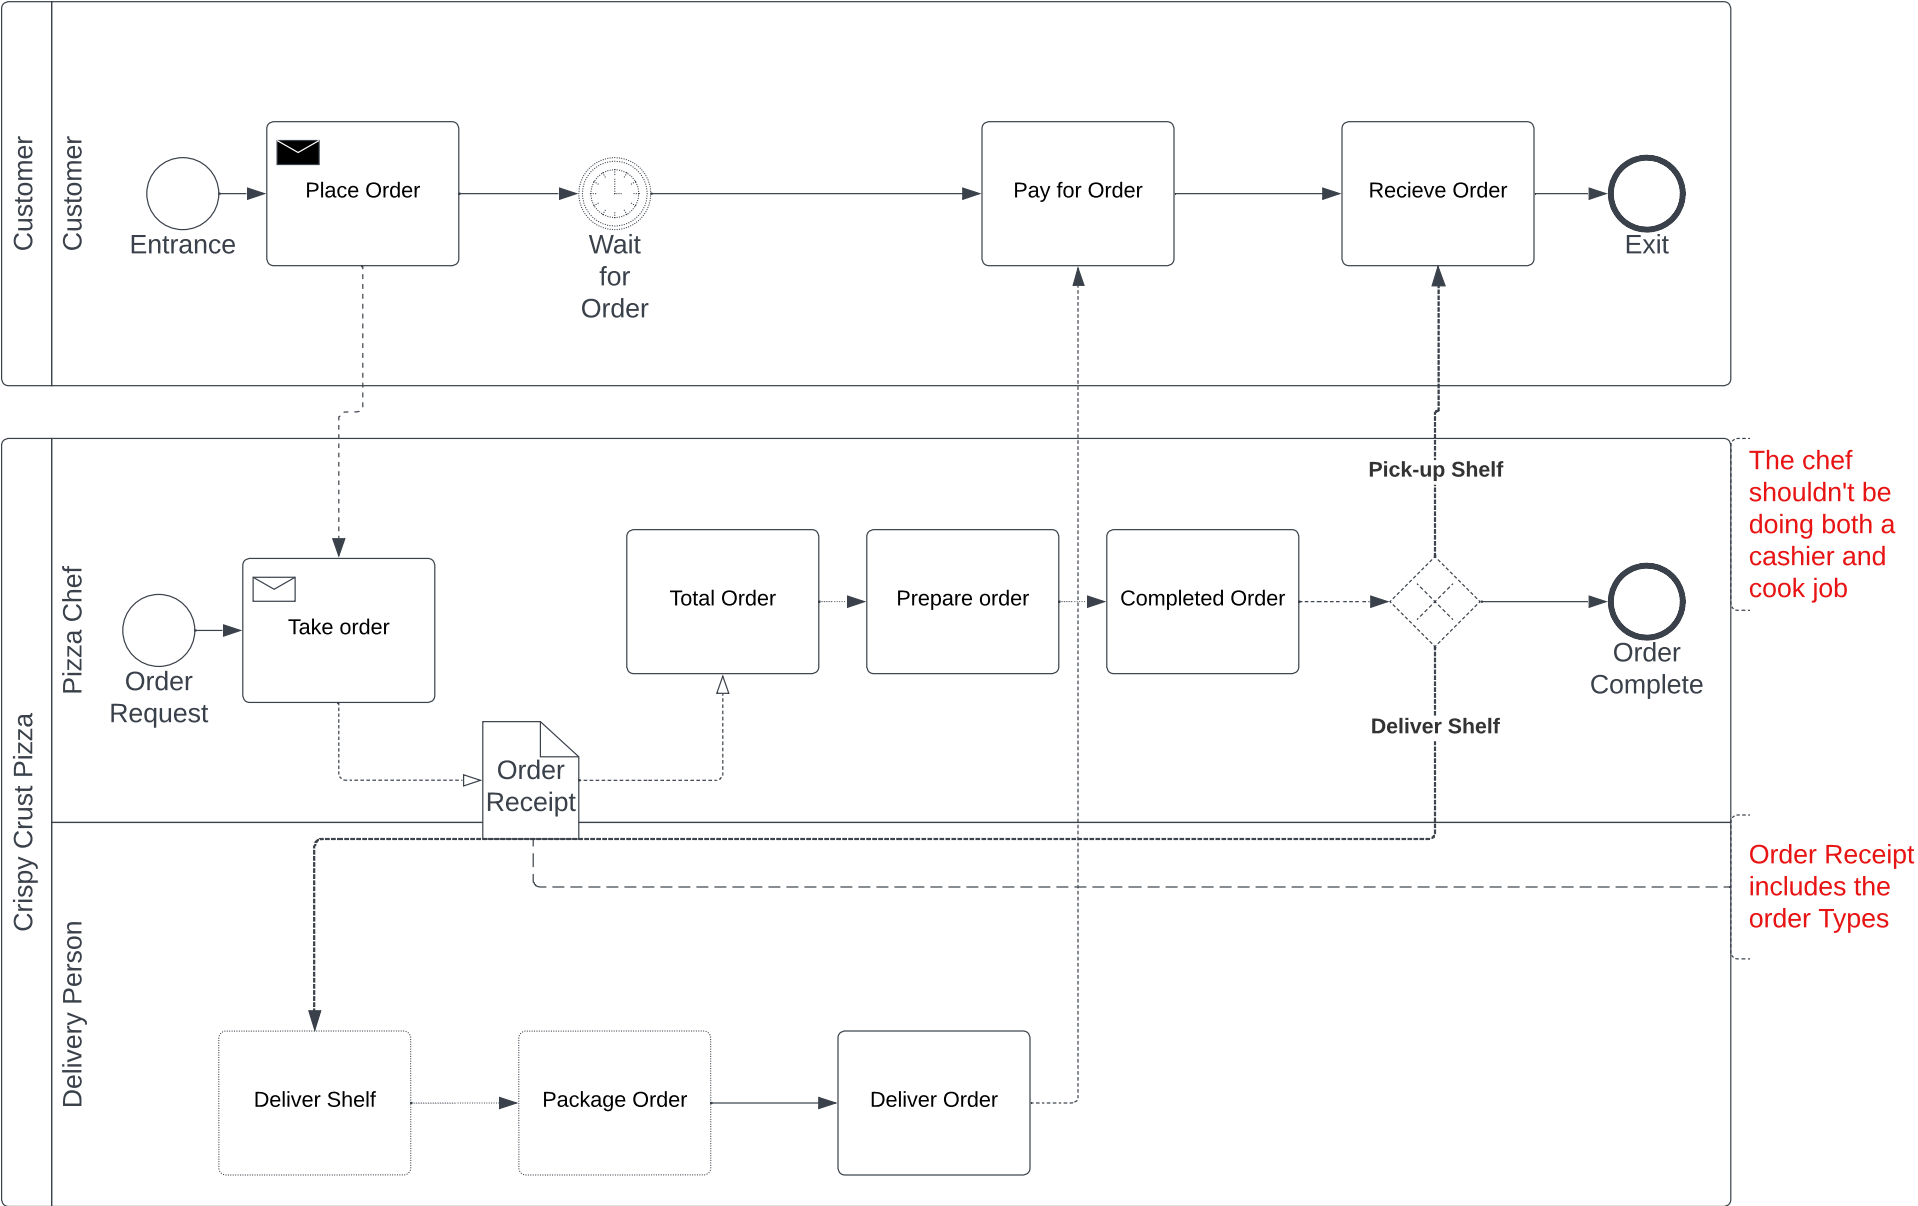 Customer
Customer
Place Order
Pay for Order
Recieve Order
Entrance
Wait
for
Order
Exit
Crispy Crust Pizza
Pizza Chef
Pick-up Shelf
The chef
shouldn't be
doing both a
cashier and
cook job
Total Order
Prepare order
Completed Order
Take order
Order
Request
Order
Complete
Deliver Shelf
Order
Receipt
Delivery Person
Order Receipt
includes the
order Types
Deliver Shelf
Package Order
Deliver Order